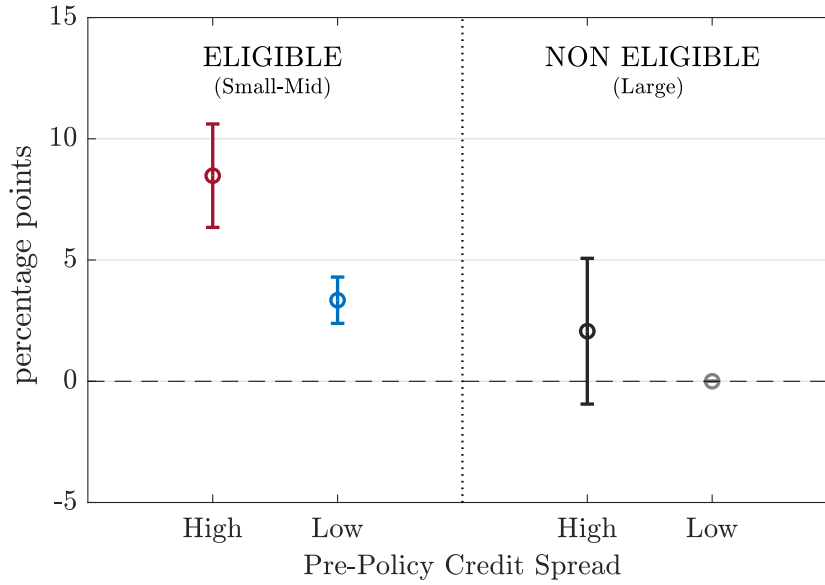 15
10
5
0
-5
percentage points
ELIGIBLE
(Small-Mid)
NON ELIGIBLE
(Large)
High
Low
High
Low
Pre-Policy Credit Spread